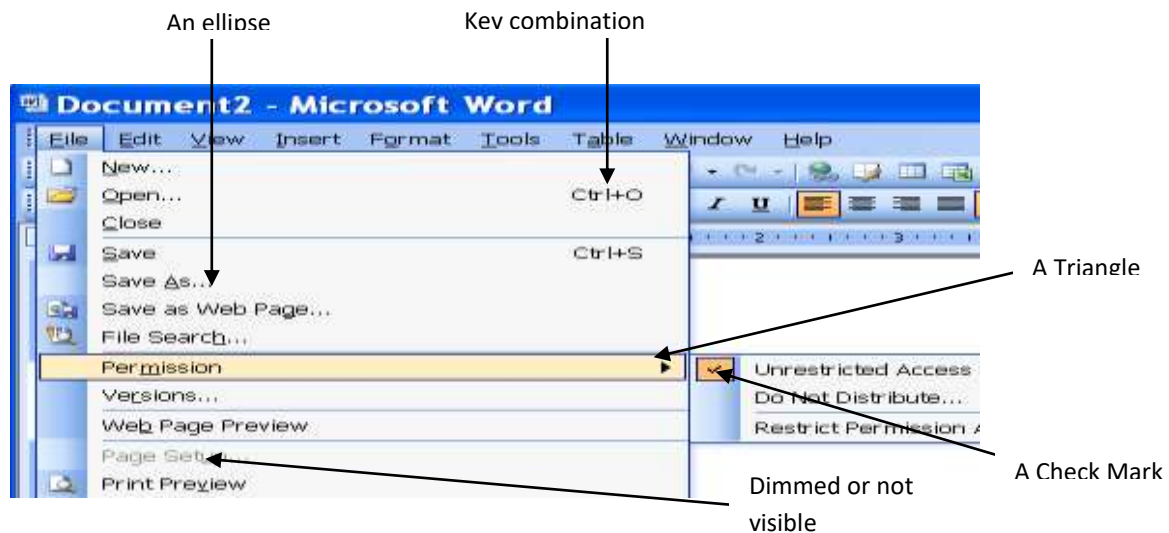 An ellipse Key combination
Document2 - Microsoft Word
File Edit View Insert Format Tools Table Window Help
New...
Open... Ctrl+O
Close
2 3
Save Ctrl+S
Save As...
A Triangle
Save as Web Page...
File Search...
Permission Unrestricted Access
Versions... Do Not Distribute...
Web Page Preview Restrict Permission
Page Setup...
Print Preview
A Check Mark
Dimmed or not
visible